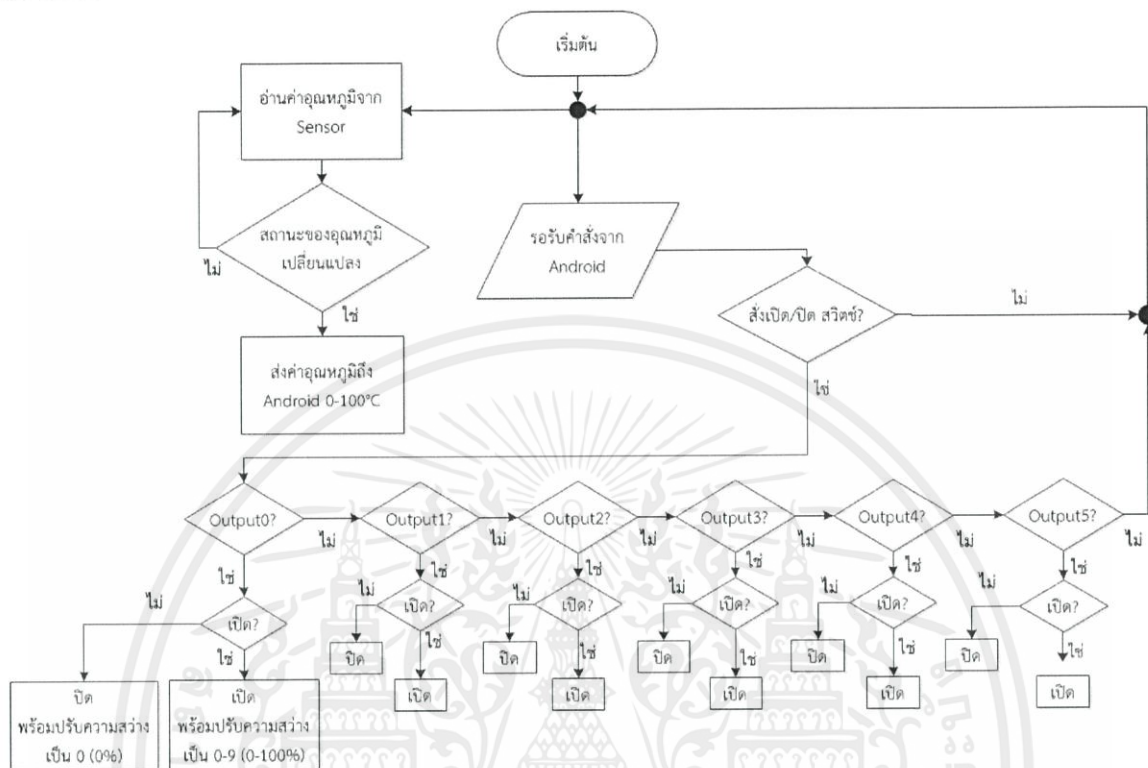 เริ่มต้น
อ่านค่าอุณหภูมิจาก
Sensor
สถานะของอุณหภูมิ
เปลี่ยนแปลง
ไม่
ใช่
ส่งค่าอุณหภูมิถึง
Android 0-100°C
รอรับคำสั่งจาก
Android
สั่งเปิด/ปิด สวิตช์?
ไม่
ใช่
Output0?
ไม่
Output1?
ไม่
Output2?
ไม่
Output3?
ไม่
Output4?
ไม่
Output5?
ไม่
ใช่
ใช่
ใช่
ใช่
ใช่
ใช่
ไม่
เปิด?
ไม่
เปิด?
ไม่
เปิด?
ไม่
เปิด?
ไม่
เปิด?
ไม่
เปิด?
ใช่
ใช่
ใช่
ใช่
ใช่
ใช่
ปิด
ปิด
ปิด
ปิด
ปิด
เปิด
เปิด
เปิด
เปิด
เปิด
ปิด
พร้อมปรับความสว่าง
เป็น 0 (0%)
เปิด
พร้อมปรับความสว่าง
เป็น 0-9 (0-100%)